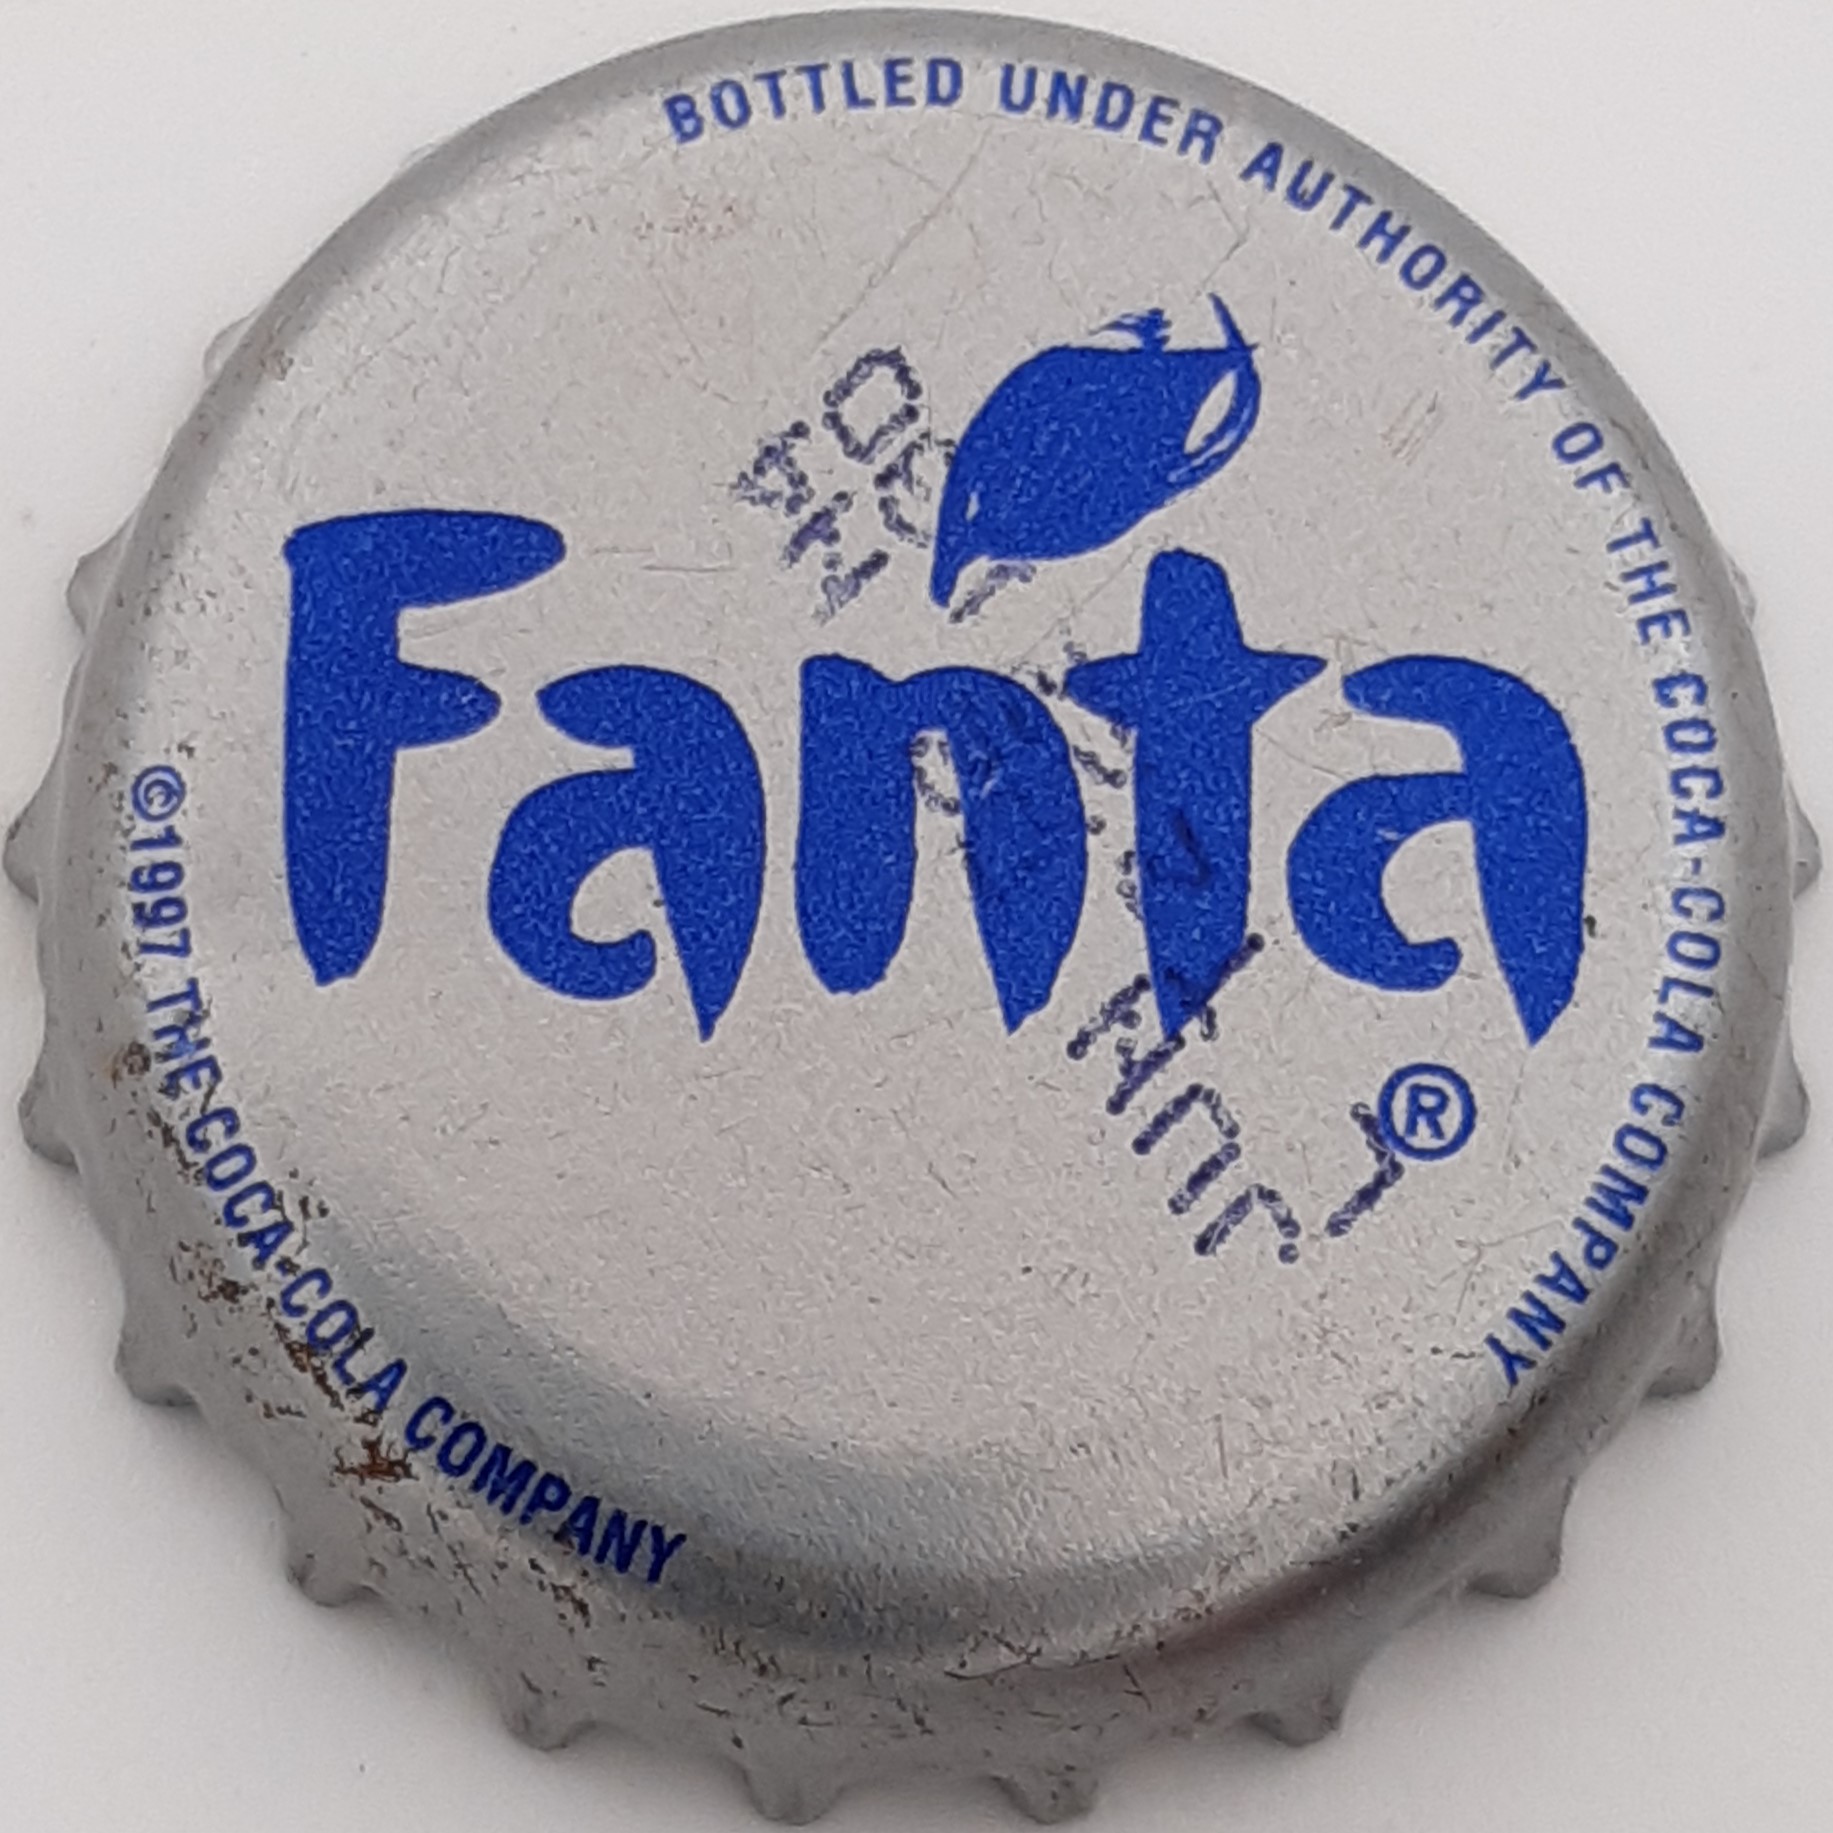 BOTTLED UNDER AUTHORITY OF THE COCA-COLA COMPANY
Fanta®
©1997 THE COCA-COLA COMPANY